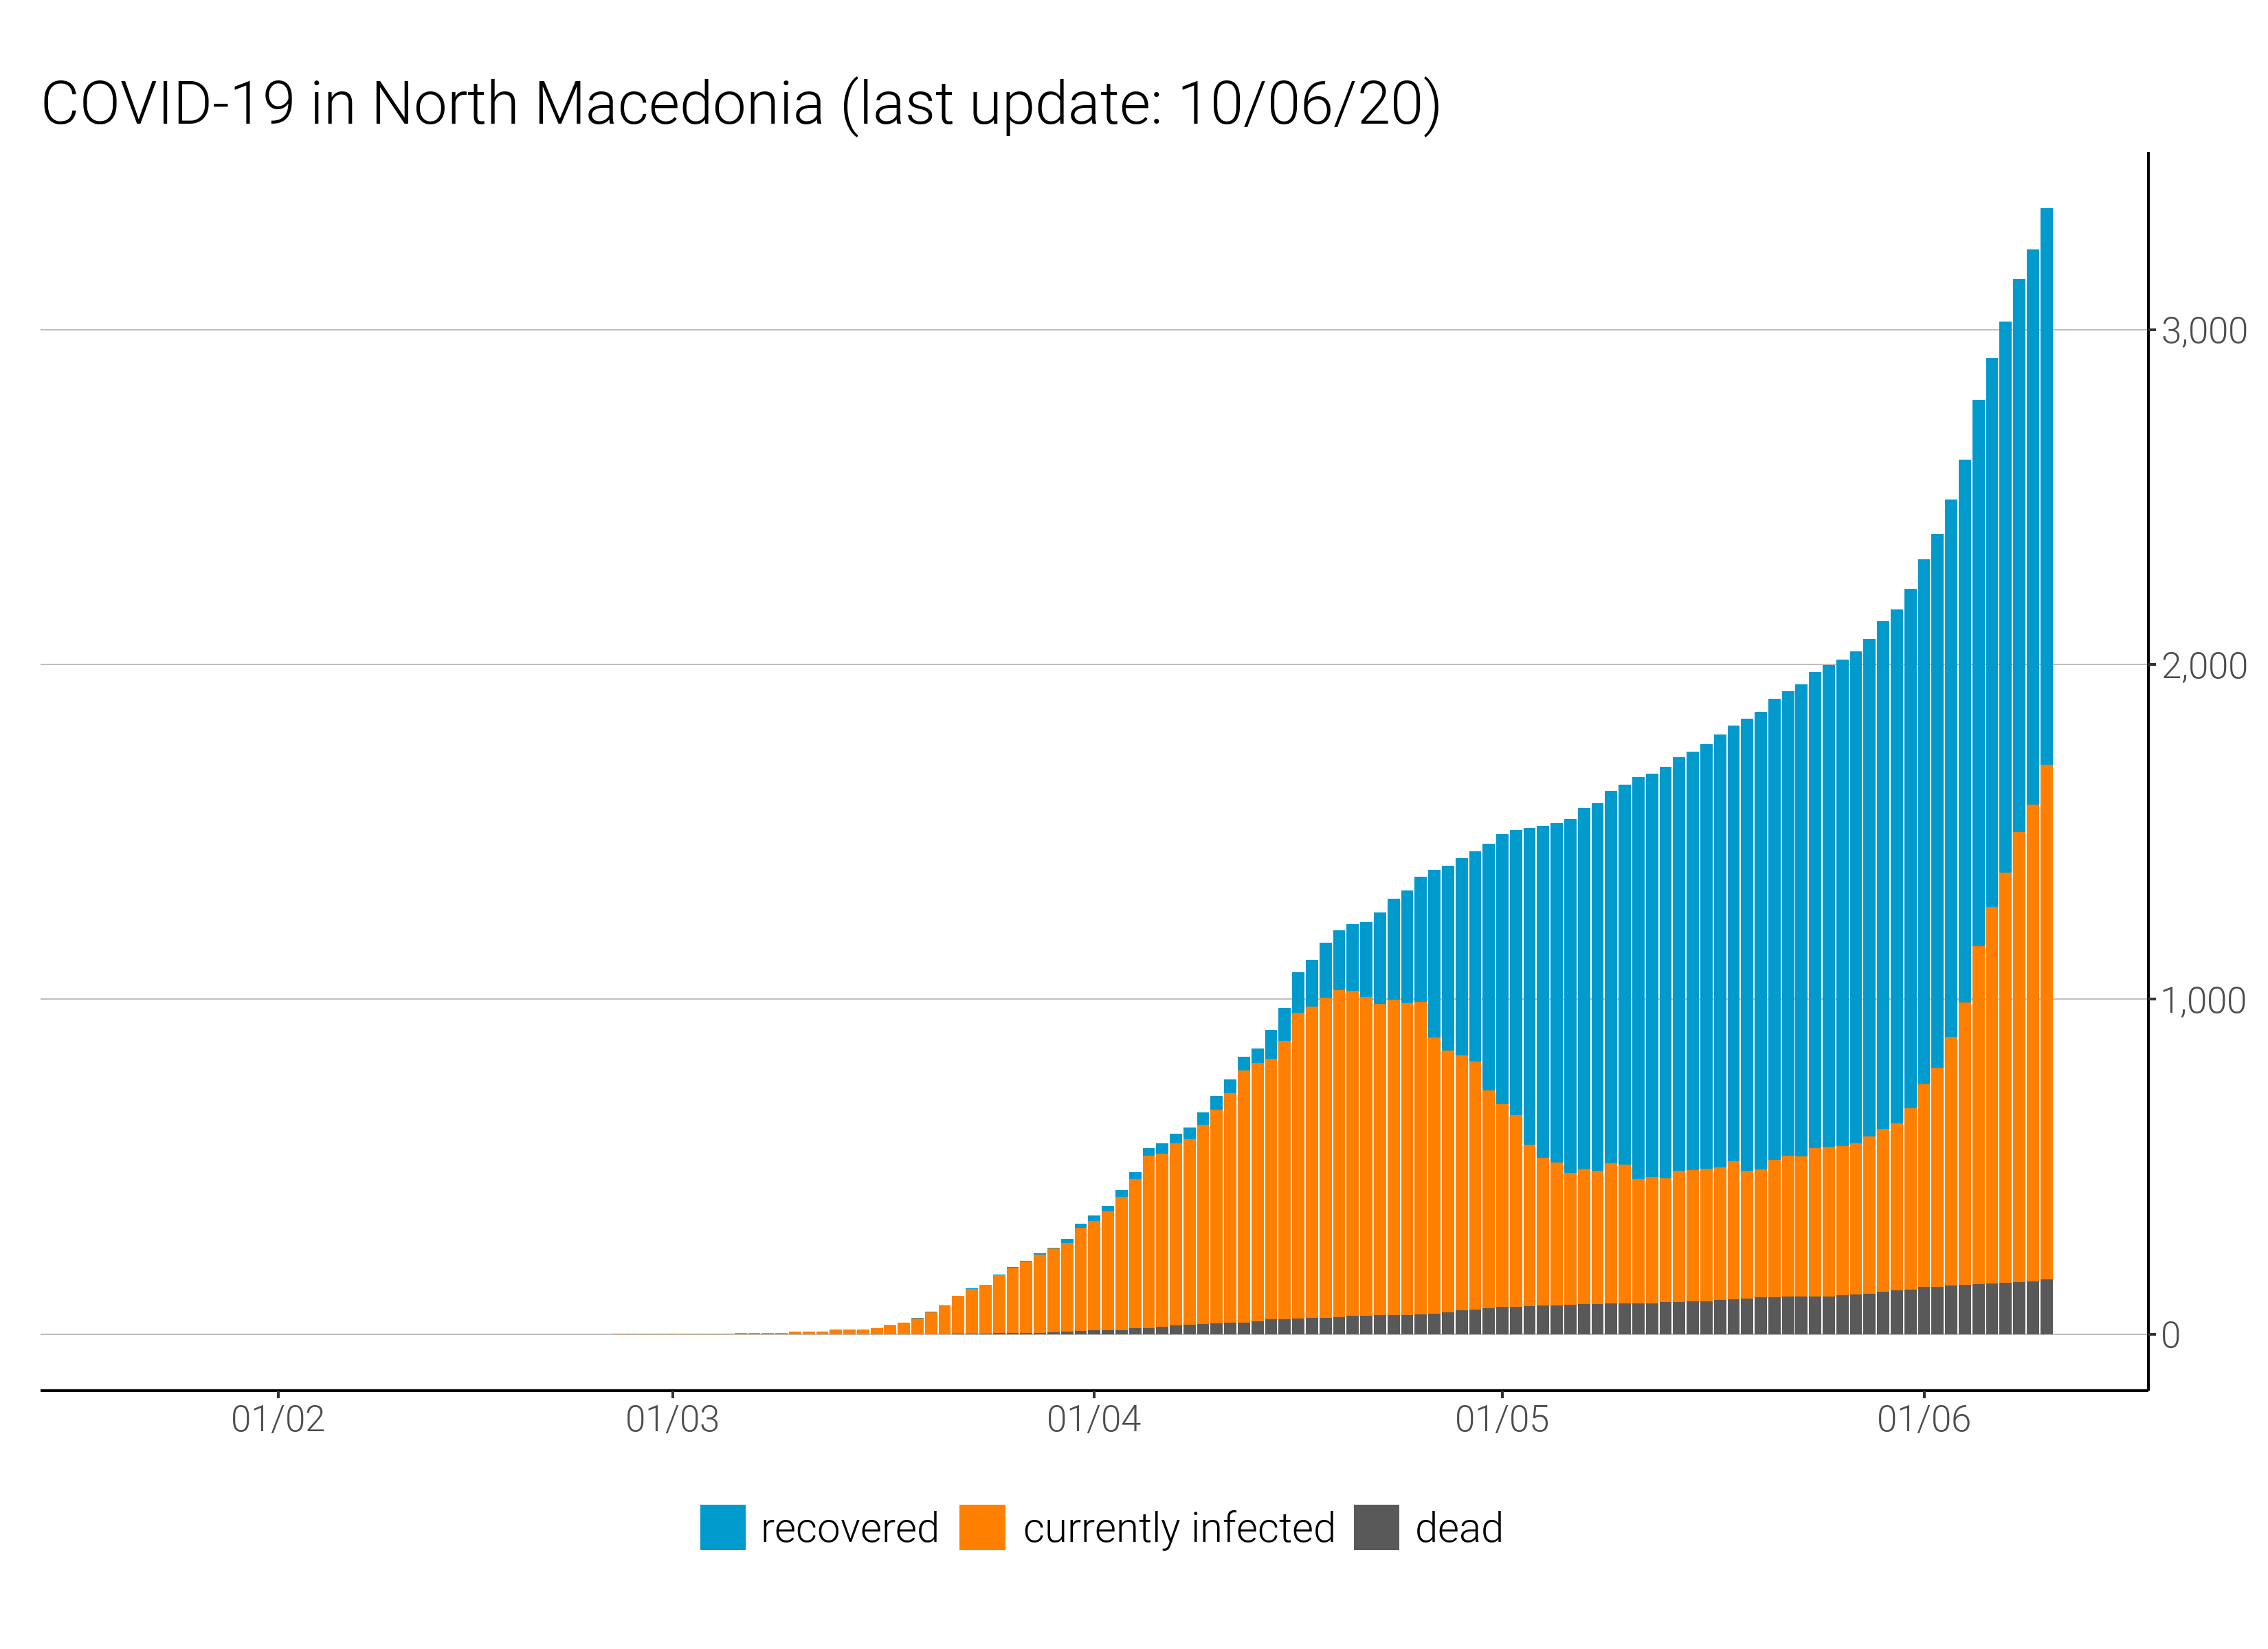 COVID-19 in North Macedonia (last update: 10/06/20)
3,000
2,000
1,000
0
01/02 01/03 01/04 01/05 01/06
recovered currently infected dead